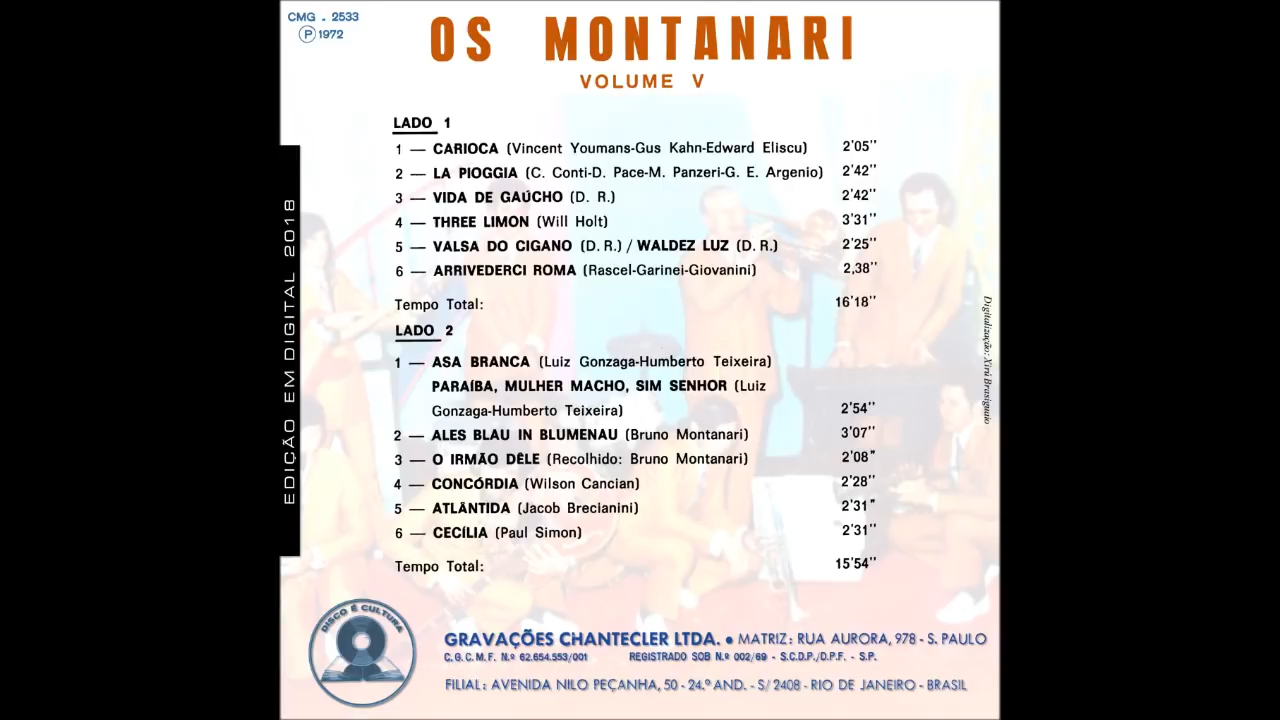 CMG - 2533
Ⓟ 1972
OS MONTANARI
VOLUME V
LADO 1
1 — CARIOCA (Vincent Youmans-Gus Kahn-Edward Eliscu) 2'05''
2 — LA PIOGGIA (C. Conti-D. Pace-M. Panzeri-G. E. Argenio) 2'42''
3 — VIDA DE GAÚCHO (D. R.) 2'42''
4 — THREE LIMON (Will Holt) 3'31''
5 — VALSA DO CIGANO (D.R.) / WALDEZ LUZ (D.R.) 2'25''
6 — ARRIVEDERCI ROMA (Rascel-Garinei-Giovanini) 2,38''
Tempo Total: 16'18''
LADO 2
1 — ASA BRANCA (Luiz Gonzaga-Humberto Teixeira)
PARAÍBA, MULHER MACHO, SIM SENHOR (Luiz
Gonzaga-Humberto Teixeira) 2'54''
2 — ALES BLAU IN BLUMENAU (Bruno Montanari) 3'07''
3 — O IRMÃO DÊLE (Recolhido: Bruno Montanari) 2'08"
4 — CONCÓRDIA (Wilson Cancian) 2'28''
5 — ATLÂNTIDA (Jacob Brecianini) 2'31"
6 — CECÍLIA (Paul Simon) 2'31''
Tempo Total: 15'54''
EDIÇÃO EM DIGITAL 2018
Digitalização: Xirú Brasiguaio
DISCO É CULTURA
GRAVAÇÕES CHANTECLER LTDA. • MATRIZ: RUA AURORA, 978 - S. PAULO
C.G.C.M.F. N.º 62.654.553/001 REGISTRADO SOB N.º 002/69 - S.C.D.P./D.P.F. - S.P.
FILIAL: AVENIDA NILO PEÇANHA, 50 - 24.º AND. - S/ 2408 - RIO DE JANEIRO - BRASIL